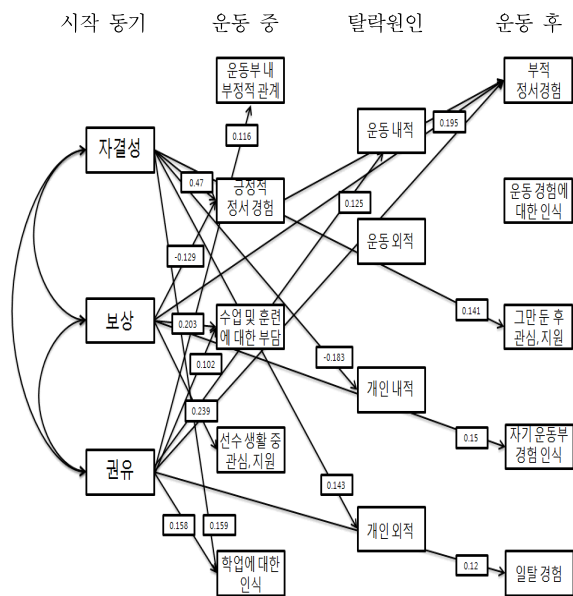 시작 동기 운동 중 탈락원인 운동 후
운동부 내
부정적 관계
부적
정서경험
0.116
0.195
운동 내적
자결성
0.47
긍정적
정서 경험
0.125
운동 경험에
대한 인식
운동 외적
-0.129
보상
0.203
수업 및 훈련
에 대한 부담
0.141
그만 둔 후
관심, 지원
0.102
-0.183
개인 내적
0.239
선수 생활 중
관심, 지원
0.15
자기 운동부
경험 인식
권유
0.143
0.158
0.159
개인 외적
학업에 대한
인식
0.12
일탈 경험